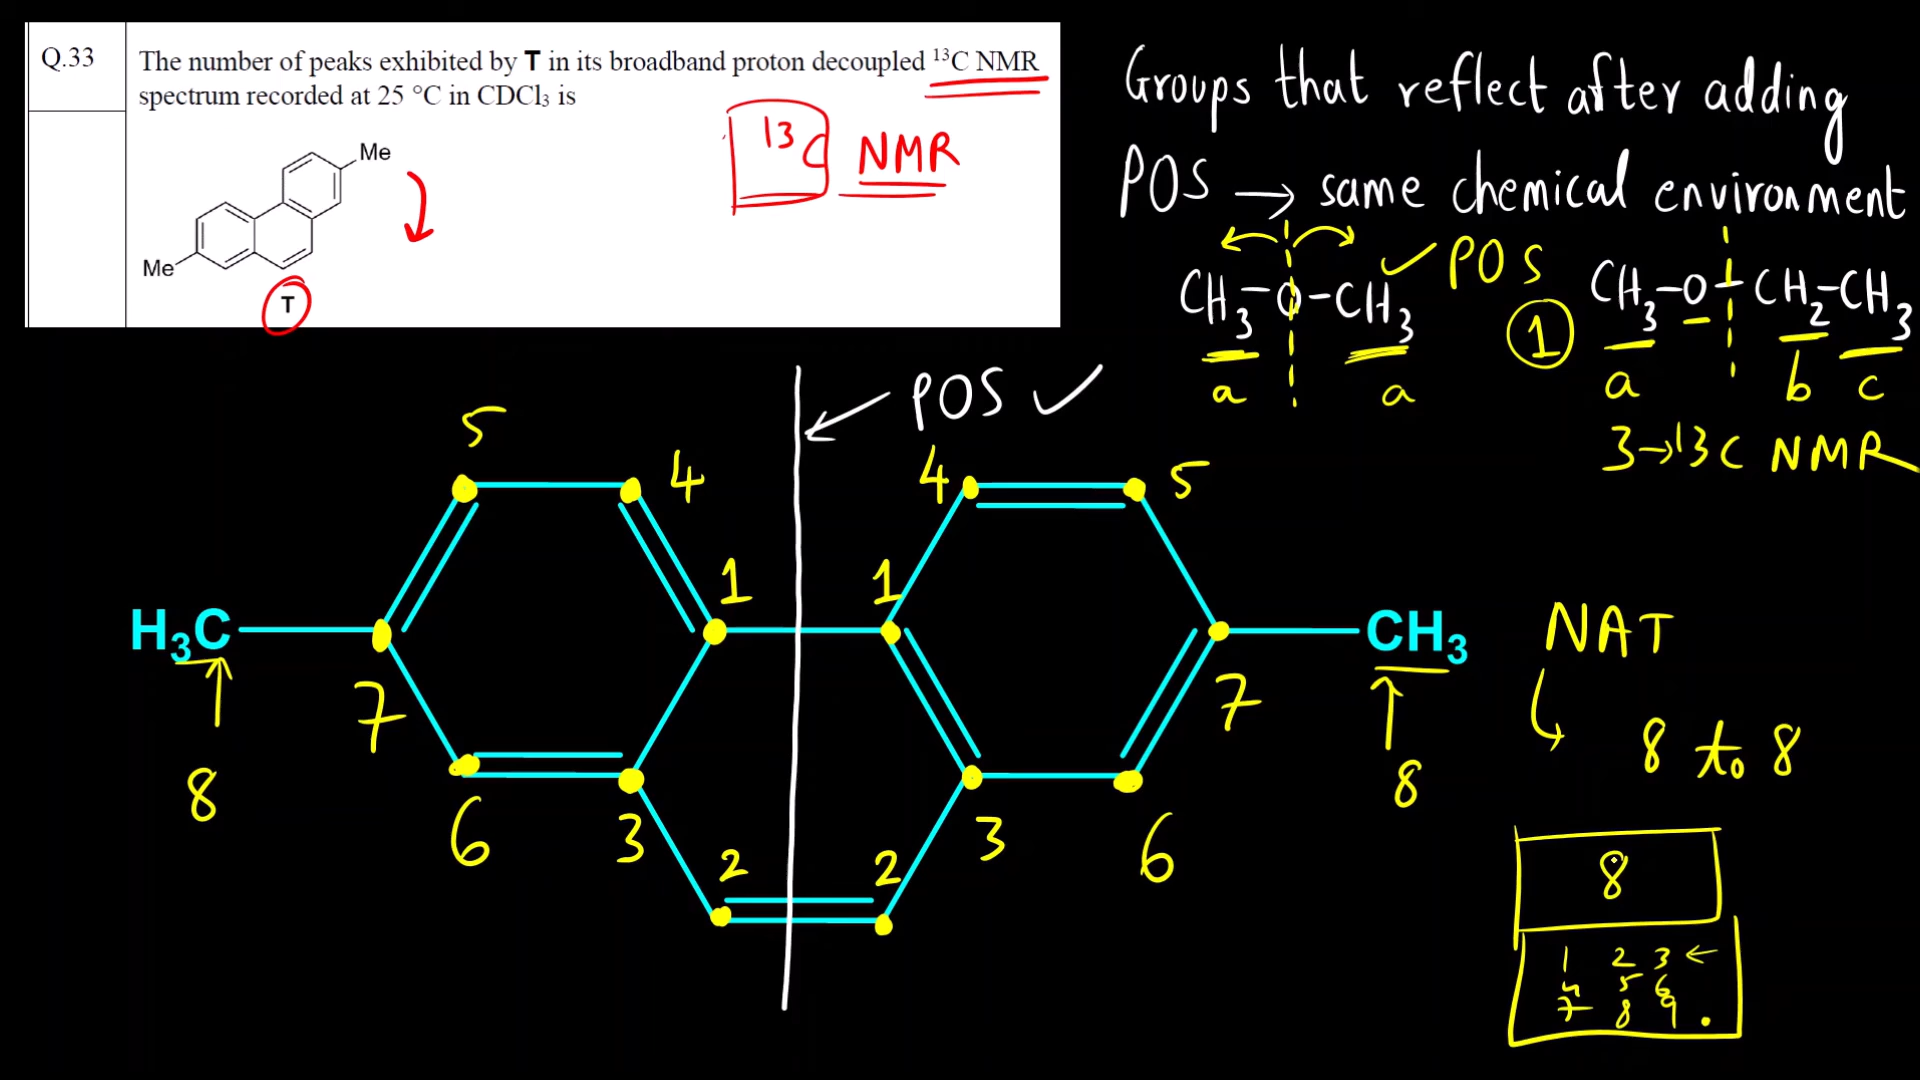 Q.33
The number of peaks exhibited by T in its broadband proton decoupled ¹³C NMR
spectrum recorded at 25 °C in CDCl₃ is
Me
Me
T
¹³C NMR
Groups that reflect after adding
POS → same chemical environment
CH₃-O-CH₃ ✓ POS
a a
1
CH₃-O-CH₂-CH₃
a b c
3→13C NMR
← POS ✓
5 4 4 5
1 1
H₃C CH₃
7 7
8 8
6 3 3 6
2 2
NAT
8 to 8
8
1 2 3 ←
4 5 6
7 8 9 .